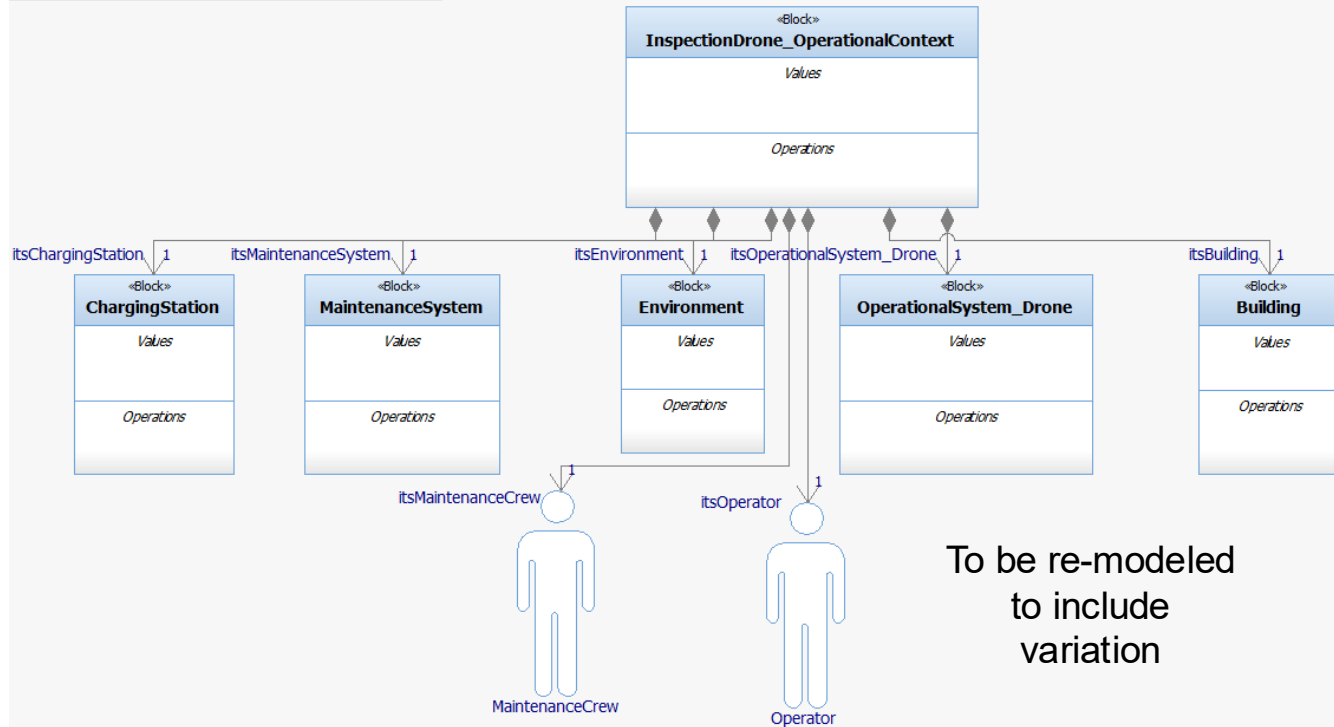 «Block»
InspectionDrone_OperationalContext
Values
Operations
itsChargingStation 1
itsMaintenanceSystem 1
itsEnvironment 1
itsOperationalSystem_Drone 1
itsBuilding 1
«Block»
ChargingStation
Values
Operations
«Block»
MaintenanceSystem
Values
Operations
«Block»
Environment
Values
Operations
«Block»
OperationalSystem_Drone
Values
Operations
«Block»
Building
Values
Operations
itsMaintenanceCrew 1
MaintenanceCrew
itsOperator 1
Operator
To be re-modeled
to include
variation